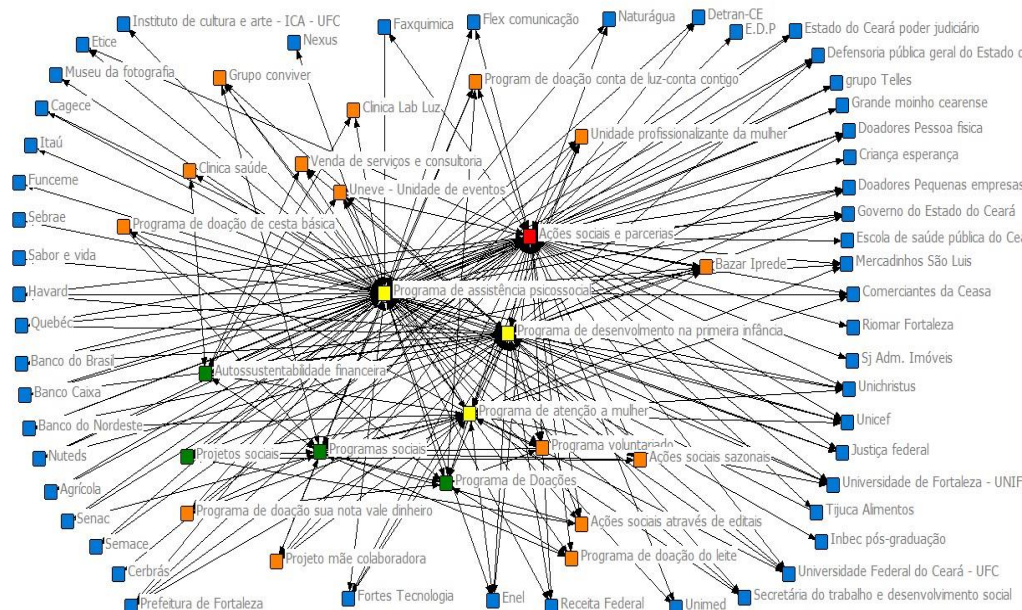 Instituto de cultura e arte - ICA - UFC
Faxquimica
Flex comunicação
Naturágua
Detran-CE
E.D.P
Estado do Ceará poder judiciário
Etice
Nexus
Defensoria pública geral do Estado d
Museu da fotografia
Grupo conviver
Program de doação conta de luz-conta contigo
grupo Telles
Cagece
Clinica Lab Luz
Grande moinho cearense
Itaú
Unidade profissionalizante da mulher
Doadores Pessoa fisica
Clinica saúde
Venda de serviços e consultoria
Criança esperança
Funceme
Uneve - Unidade de eventos
Doadores Pequenas empresas
Sebrae
Programa de doação de cesta básica
Ações sociais e parcerias
Governo do Estado do Ceará
Escola de saúde pública do Cea
Sabor e vida
Bazar Iprede
Mercadinhos São Luis
Havard
Programa de assistência psicossocial
Comerciantes da Ceasa
Quebéc
Programa de desenvolmento na primeira infância
Riomar Fortaleza
Banco do Brasil
Autossustentabilidade financeira
Sj Adm. Imóveis
Banco Caixa
Unichristus
Banco do Nordeste
Programa de atenção a mulher
Unicef
Nuteds
Projetos sociais
Programas sociais
Programa voluntariado
Ações sociais sazonais
Justiça federal
Agrícola
Programa de Doações
Universidade de Fortaleza - UNIF
Senac
Programa de doação sua nota vale dinheiro
Ações sociais através de editais
Tijuca Alimentos
Semace
Projeto mãe colaboradora
Programa de doação do leite
Inbec pós-graduação
Cerbrás
Universidade Federal do Ceará - UFC
Prefeitura de Fortaleza
Fortes Tecnologia
Enel
Receita Federal
Unimed
Secretária do trabalho e desenvolvimento social